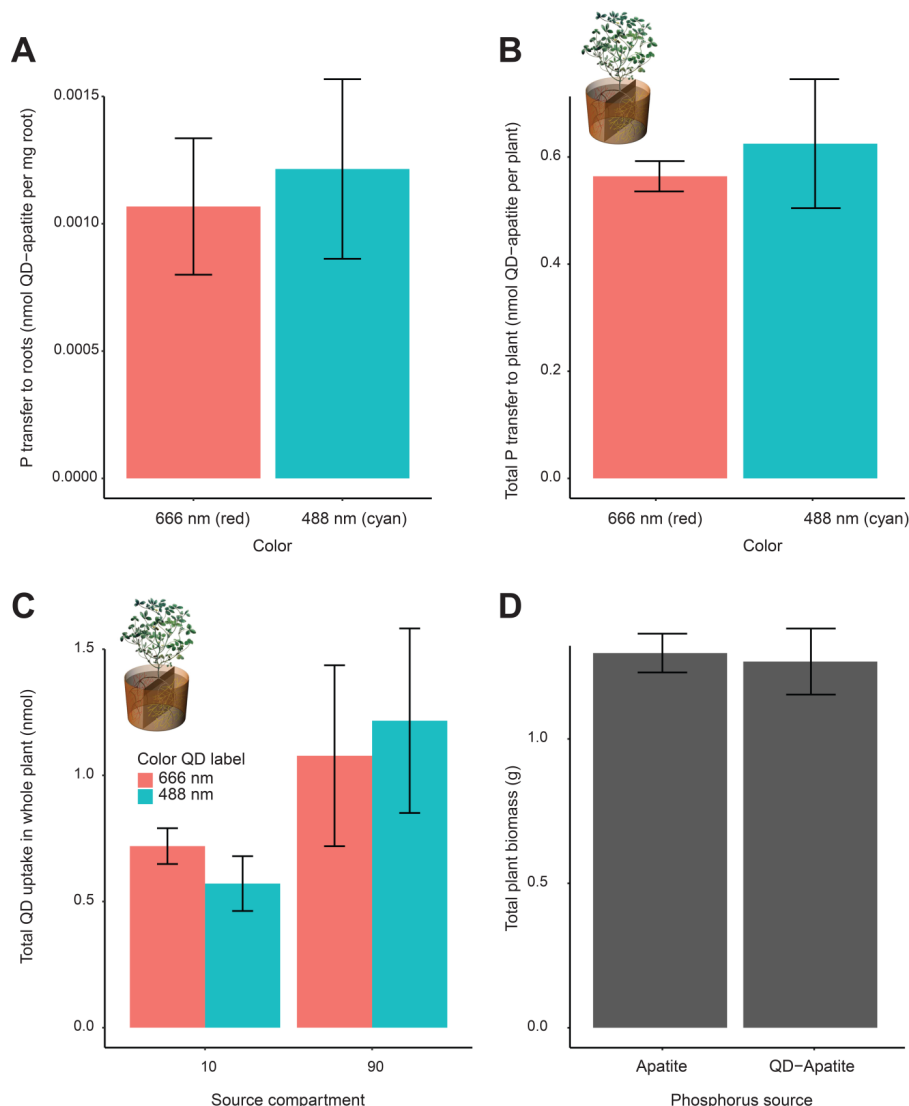 A
P transfer to roots (nmol QD−apatite per mg root)
0.0015
0.0010
0.0005
0.0000
666 nm (red)
488 nm (cyan)
Color
B
Total P transfer to plant (nmol QD−apatite per plant)
0.6
0.4
0.2
0.0
666 nm (red)
488 nm (cyan)
Color
C
Total QD uptake in whole plant (nmol)
1.5
1.0
0.5
0.0
Color QD label
666 nm
488 nm
10
90
Source compartment
D
Total plant biomass (g)
1.0
0.5
0.0
Apatite
QD−Apatite
Phosphorus source